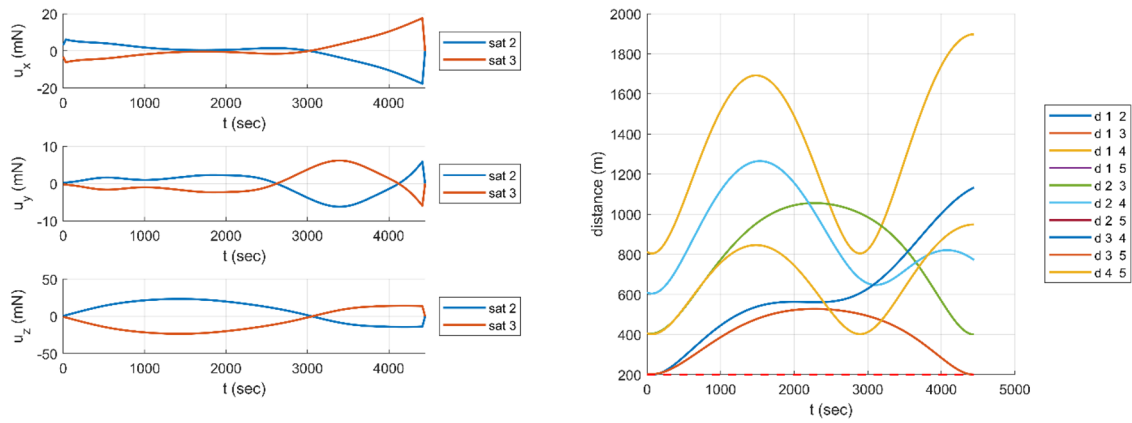 20
0
-20
u_x (mN)
0 1000 2000 3000 4000
t (sec)
sat 2
sat 3
10
0
-10
u_y (mN)
0 1000 2000 3000 4000
t (sec)
sat 2
sat 3
50
0
-50
u_z (mN)
0 1000 2000 3000 4000
t (sec)
sat 2
sat 3
2000
1800
1600
1400
1200
1000
800
600
400
200
distance (m)
0 1000 2000 3000 4000 5000
t (sec)
d 1 2
d 1 3
d 1 4
d 1 5
d 2 3
d 2 4
d 2 5
d 3 4
d 3 5
d 4 5